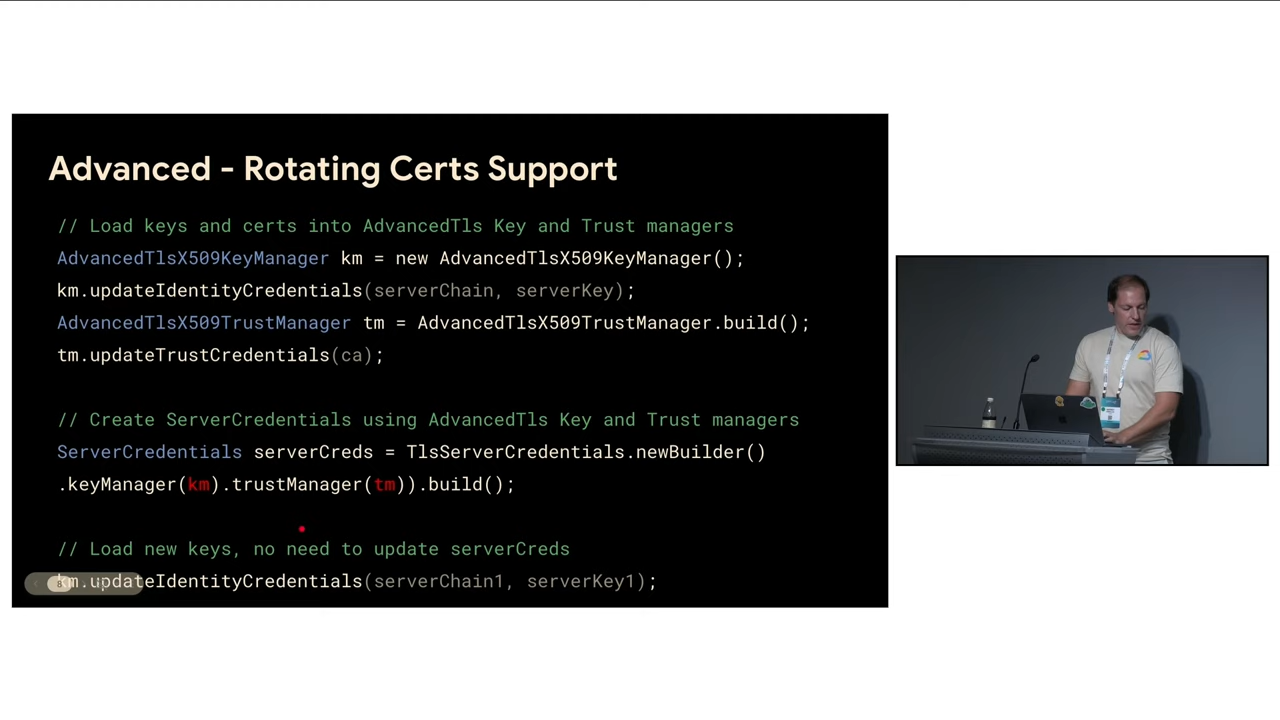 Advanced - Rotating Certs Support
// Load keys and certs into AdvancedTls Key and Trust managers
AdvancedTlsX509KeyManager km = new AdvancedTlsX509KeyManager();
km.updateIdentityCredentials(serverChain, serverKey);
AdvancedTlsX509TrustManager tm = AdvancedTlsX509TrustManager.build();
tm.updateTrustCredentials(ca);
// Create ServerCredentials using AdvancedTls Key and Trust managers
ServerCredentials serverCreds = TlsServerCredentials.newBuilder()
.keyManager(km).trustManager(tm)).build();
// Load new keys, no need to update serverCreds
km.updateIdentityCredentials(serverChain1, serverKey1);
8